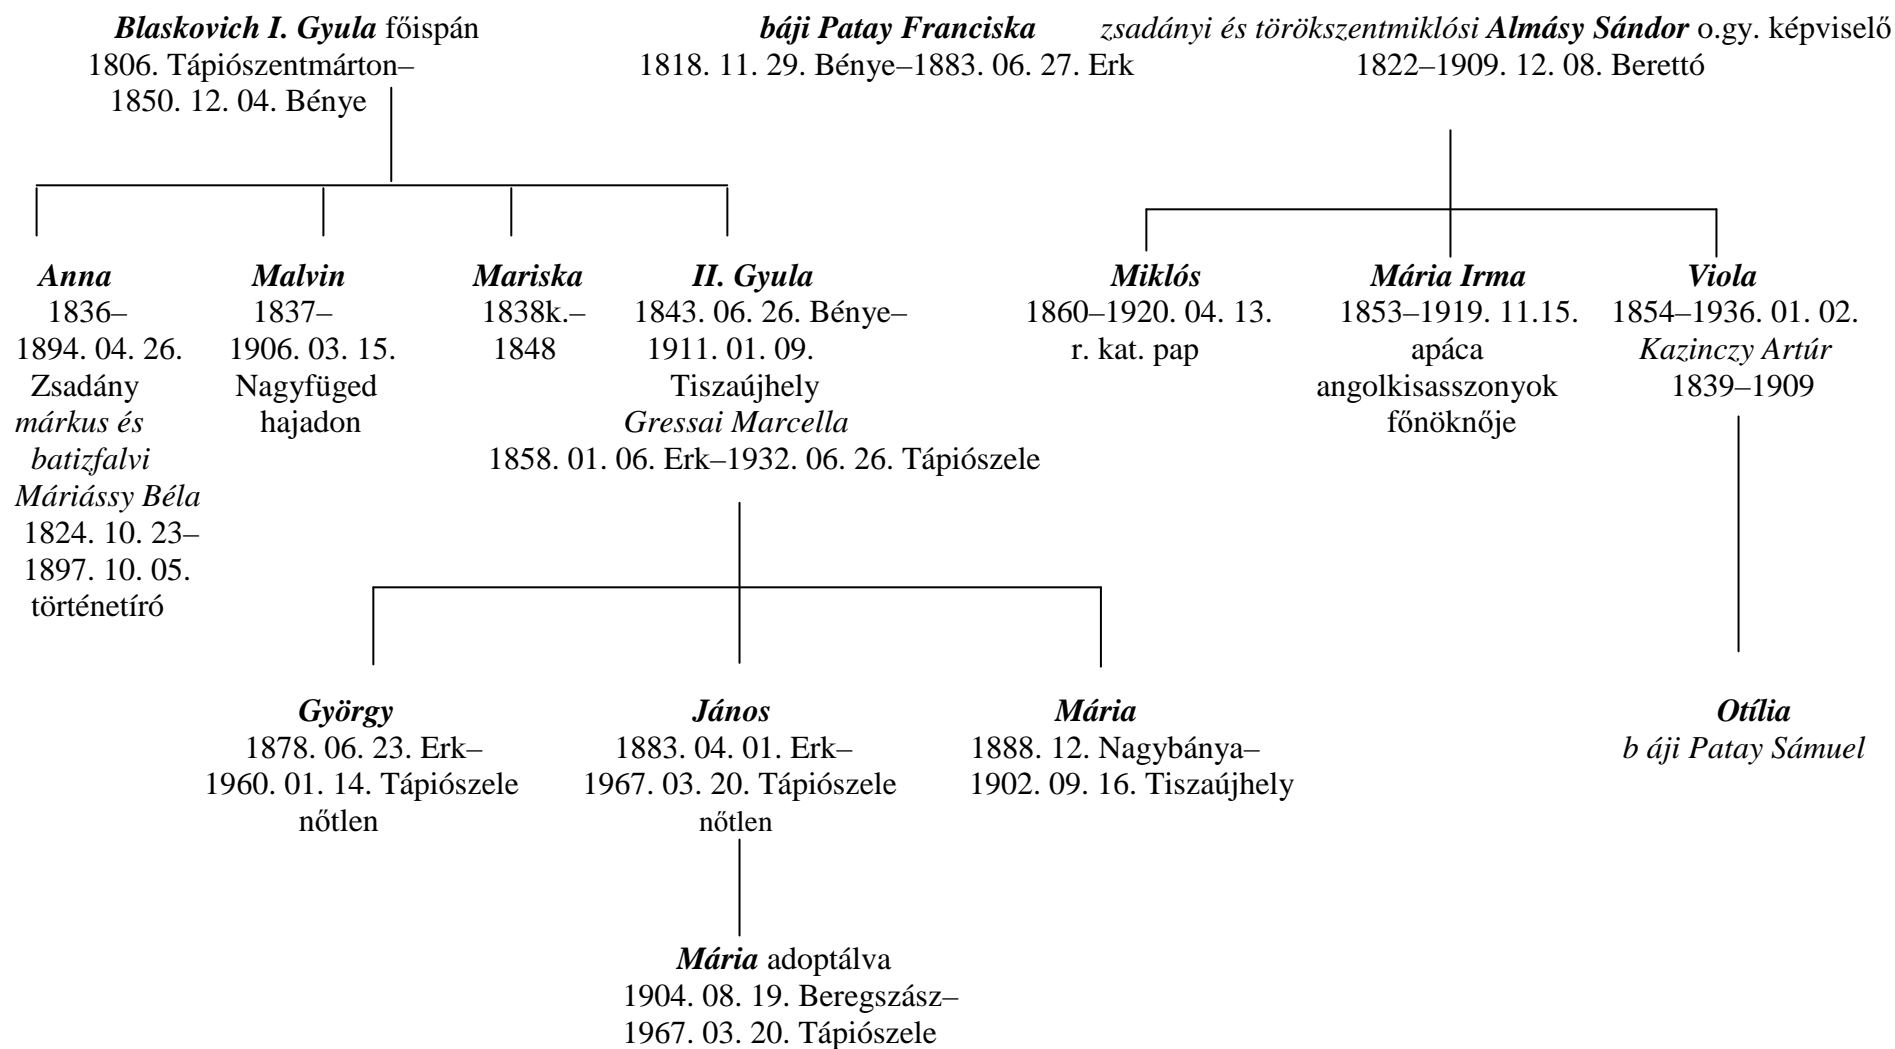 Blaskovich I. Gyula főispán
1806. Tápiószentmárton–
1850. 12. 04. Bénye
báji Patay Franciska
1818. 11. 29. Bénye–1883. 06. 27. Erk
zsadányi és törökszentmiklósi Almásy Sándor o.gy. képviselő
1822–1909. 12. 08. Berettó
Anna
1836–
1894. 04. 26.
Zsadány
márkus és
batizfalvi
Máriássy Béla
1824. 10. 23–
1897. 10. 05.
történetíró
Malvin
1837–
1906. 03. 15.
Nagyfüged
hajadon
Mariska
1838k.–
1848
II. Gyula
1843. 06. 26. Bénye–
1911. 01. 09.
Tiszaújhely
Gressai Marcella
1858. 01. 06. Erk–1932. 06. 26. Tápiószele
Miklós
1860–1920. 04. 13.
r. kat. pap
Mária Irma
1853–1919. 11.15.
apáca
angolkisasszonyok
főnöknője
Viola
1854–1936. 01. 02.
Kazinczy Artúr
1839–1909
György
1878. 06. 23. Erk–
1960. 01. 14. Tápiószele
nőtlen
János
1883. 04. 01. Erk–
1967. 03. 20. Tápiószele
nőtlen
Mária
1888. 12. Nagybánya–
1902. 09. 16. Tiszaújhely
Otília
b áji Patay Sámuel
Mária adoptálva
1904. 08. 19. Beregszász–
1967. 03. 20. Tápiószele